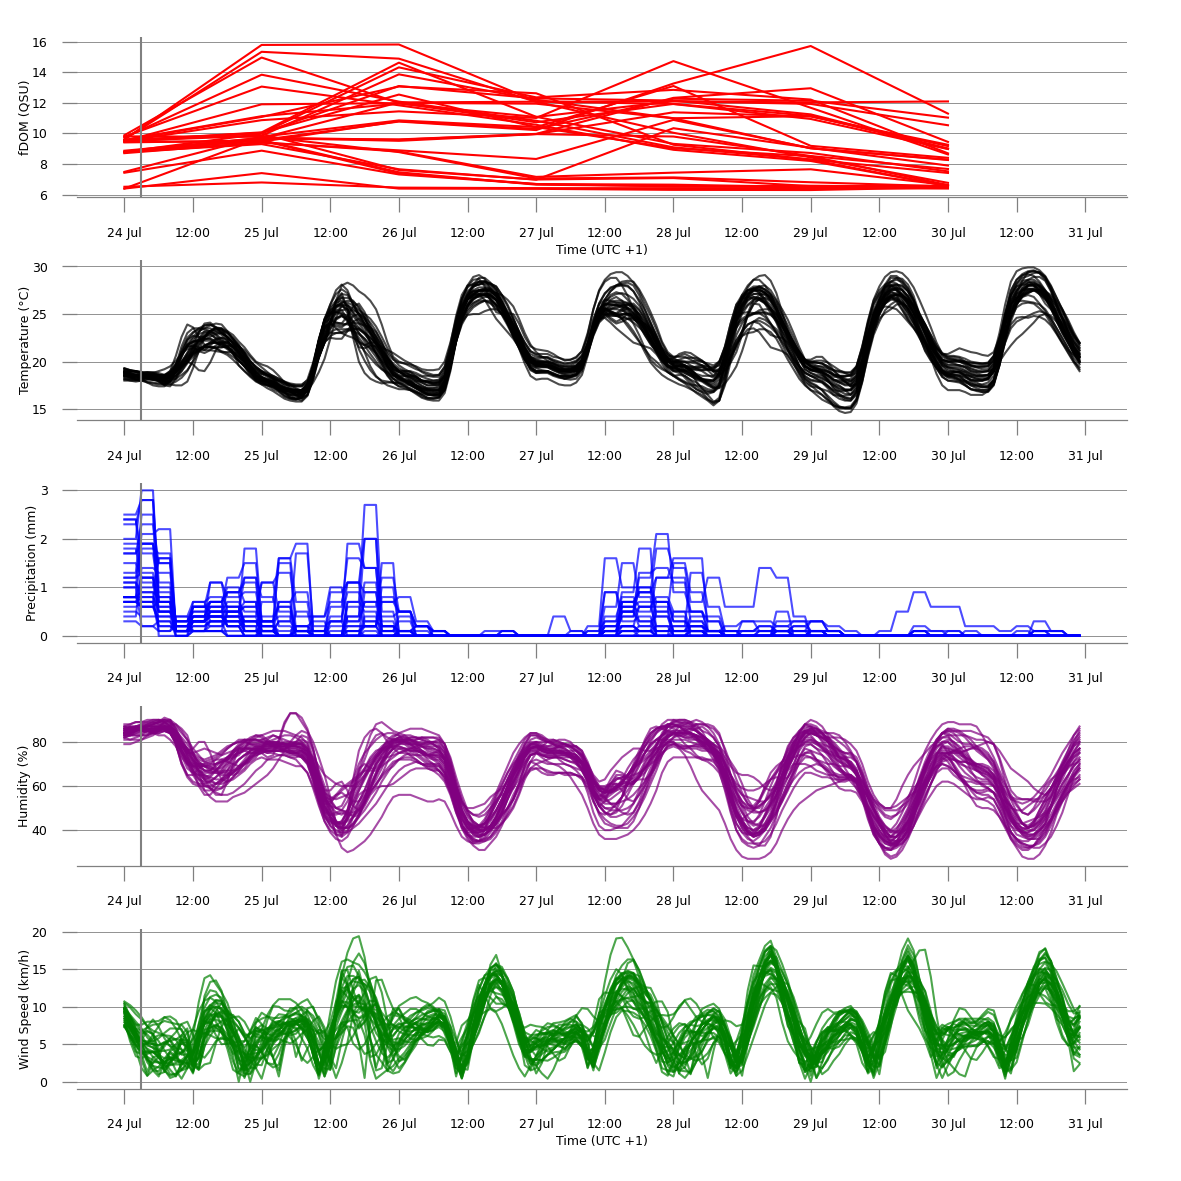 fDOM (QSU)
16
14
12
10
8
6
24 Jul 12:00 25 Jul 12:00 26 Jul 12:00 27 Jul 12:00 28 Jul 12:00 29 Jul 12:00 30 Jul 12:00 31 Jul
Time (UTC +1)
Temperature (°C)
30
25
20
15
24 Jul 12:00 25 Jul 12:00 26 Jul 12:00 27 Jul 12:00 28 Jul 12:00 29 Jul 12:00 30 Jul 12:00 31 Jul
Precipitation (mm)
3
2
1
0
24 Jul 12:00 25 Jul 12:00 26 Jul 12:00 27 Jul 12:00 28 Jul 12:00 29 Jul 12:00 30 Jul 12:00 31 Jul
Humidity (%)
80
60
40
24 Jul 12:00 25 Jul 12:00 26 Jul 12:00 27 Jul 12:00 28 Jul 12:00 29 Jul 12:00 30 Jul 12:00 31 Jul
Wind Speed (km/h)
20
15
10
5
0
24 Jul 12:00 25 Jul 12:00 26 Jul 12:00 27 Jul 12:00 28 Jul 12:00 29 Jul 12:00 30 Jul 12:00 31 Jul
Time (UTC +1)